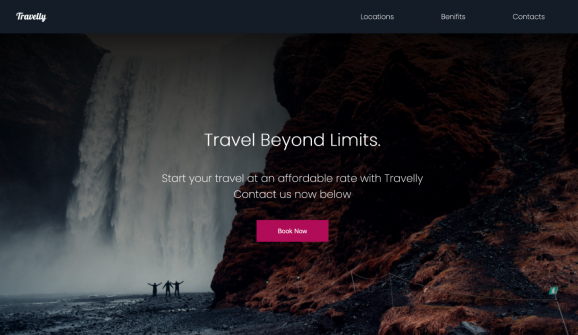 Travelly
Locations Benifits Contacts
Travel Beyond Limits.
Start your travel at an affordable rate with Travelly
Contact us now below
Book Now